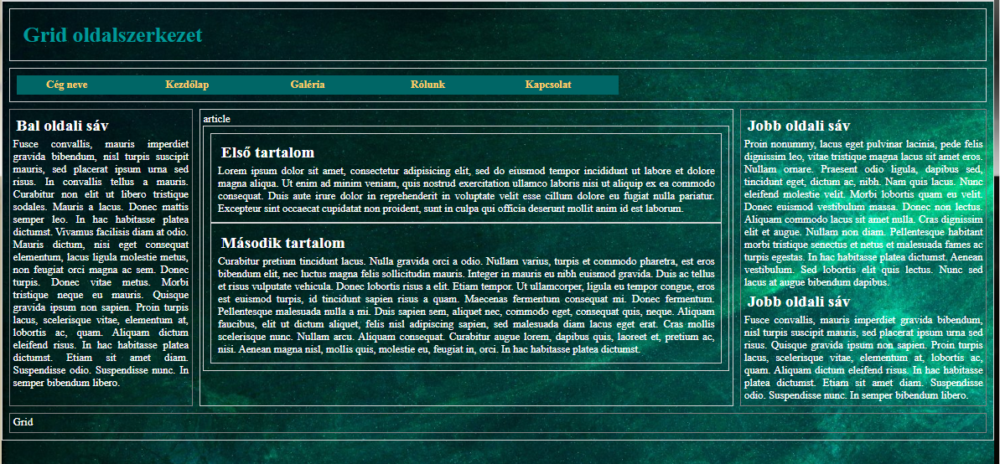 Grid oldalszerkezet
Cég neve Kezdőlap Galéria Rólunk Kapcsolat
Bal oldali sáv
Fusce convallis, mauris imperdiet
gravida bibendum, nisl turpis suscipit
mauris, sed placerat ipsum urna sed
risus. In convallis tellus a mauris.
Curabitur non elit ut libero tristique
sodales. Mauris a lacus. Donec mattis
semper leo. In hac habitasse platea
dictumst. Vivamus facilisis diam at odio.
Mauris dictum, nisi eget consequat
elementum, lacus ligula molestie metus,
non feugiat orci magna ac sem. Donec
turpis. Donec vitae metus. Morbi
tristique neque eu mauris. Quisque
gravida ipsum non sapien. Proin turpis
lacus, scelerisque vitae, elementum at,
lobortis ac, quam. Aliquam dictum
eleifend risus. In hac habitasse platea
dictumst. Etiam sit amet diam.
Suspendisse odio. Suspendisse nunc. In
semper bibendum libero.
article
Első tartalom
Lorem ipsum dolor sit amet, consectetur adipisicing elit, sed do eiusmod tempor incididunt ut labore et dolore
magna aliqua. Ut enim ad minim veniam, quis nostrud exercitation ullamco laboris nisi ut aliquip ex ea commodo
consequat. Duis aute irure dolor in reprehenderit in voluptate velit esse cillum dolore eu fugiat nulla pariatur.
Excepteur sint occaecat cupidatat non proident, sunt in culpa qui officia deserunt mollit anim id est laborum.
Második tartalom
Curabitur pretium tincidunt lacus. Nulla gravida orci a odio. Nullam varius, turpis et commodo pharetra, est eros
bibendum elit, nec luctus magna felis sollicitudin mauris. Integer in mauris eu nibh euismod gravida. Duis ac tellus
et risus vulputate vehicula. Donec lobortis risus a elit. Etiam tempor. Ut ullamcorper, ligula eu tempor congue, eros
est euismod turpis, id tincidunt sapien risus a quam. Maecenas fermentum consequat mi. Donec fermentum.
Pellentesque malesuada nulla a mi. Duis sapien sem, aliquet nec, commodo eget, consequat quis, neque. Aliquam
faucibus, elit ut dictum aliquet, felis nisl adipiscing sapien, sed malesuada diam lacus eget erat. Cras mollis
scelerisque nunc. Nullam arcu. Aliquam consequat. Curabitur augue lorem, dapibus quis, laoreet et, pretium ac,
nisi. Aenean magna nisl, mollis quis, molestie eu, feugiat in, orci. In hac habitasse platea dictumst.
Jobb oldali sáv
Proin nonummy, lacus eget pulvinar lacinia, pede felis
dignissim leo, vitae tristique magna lacus sit amet eros.
Nullam ornare. Praesent odio ligula, dapibus sed,
tincidunt eget, dictum ac, nibh. Nam quis lacus. Nunc
eleifend molestie velit. Morbi lobortis quam eu velit.
Donec euismod vestibulum massa. Donec non lectus.
Aliquam commodo lacus sit amet nulla. Cras dignissim
elit et augue. Nullam non diam. Pellentesque habitant
morbi tristique senectus et netus et malesuada fames ac
turpis egestas. In hac habitasse platea dictumst. Aenean
vestibulum. Sed lobortis elit quis lectus. Nunc sed
lacus at augue bibendum dapibus.
Jobb oldali sáv
Fusce convallis, mauris imperdiet gravida bibendum,
nisl turpis suscipit mauris, sed placerat ipsum urna sed
risus. Quisque gravida ipsum non sapien. Proin turpis
lacus, scelerisque vitae, elementum at, lobortis ac,
quam. Aliquam dictum eleifend risus. In hac habitasse
platea dictumst. Etiam sit amet diam. Suspendisse
odio. Suspendisse nunc. In semper bibendum libero.
Grid